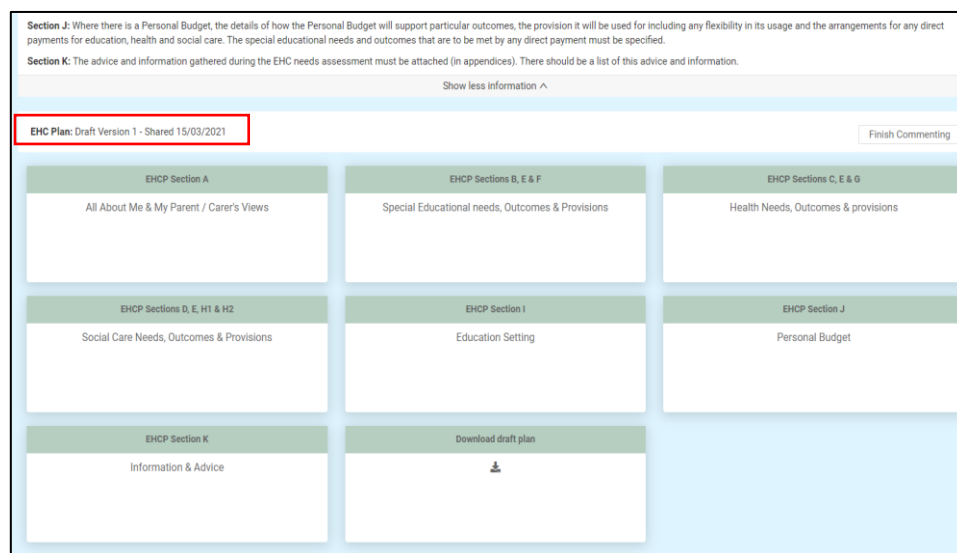 Section J: Where there is a Personal Budget, the details of how the Personal Budget will support particular outcomes, the provision it will be used for including any flexibility in its usage and the arrangements for any direct
payments for education, health and social care. The special educational needs and outcomes that are to be met by any direct payment must be specified.
Section K: The advice and information gathered during the EHC needs assessment must be attached (in appendices). There should be a list of this advice and information.
Show less information
EHC Plan: Draft Version 1 - Shared 15/03/2021
Finish Commenting
EHCP Section A
EHCP Sections B, E & F
EHCP Sections C, E & G
All About Me & My Parent / Carer's Views
Special Educational needs, Outcomes & Provisions
Health Needs, Outcomes & provisions
EHCP Sections D, E, H1 & H2
EHCP Section I
EHCP Section J
Social Care Needs, Outcomes & Provisions
Education Setting
Personal Budget
EHCP Section K
Download draft plan
Information & Advice